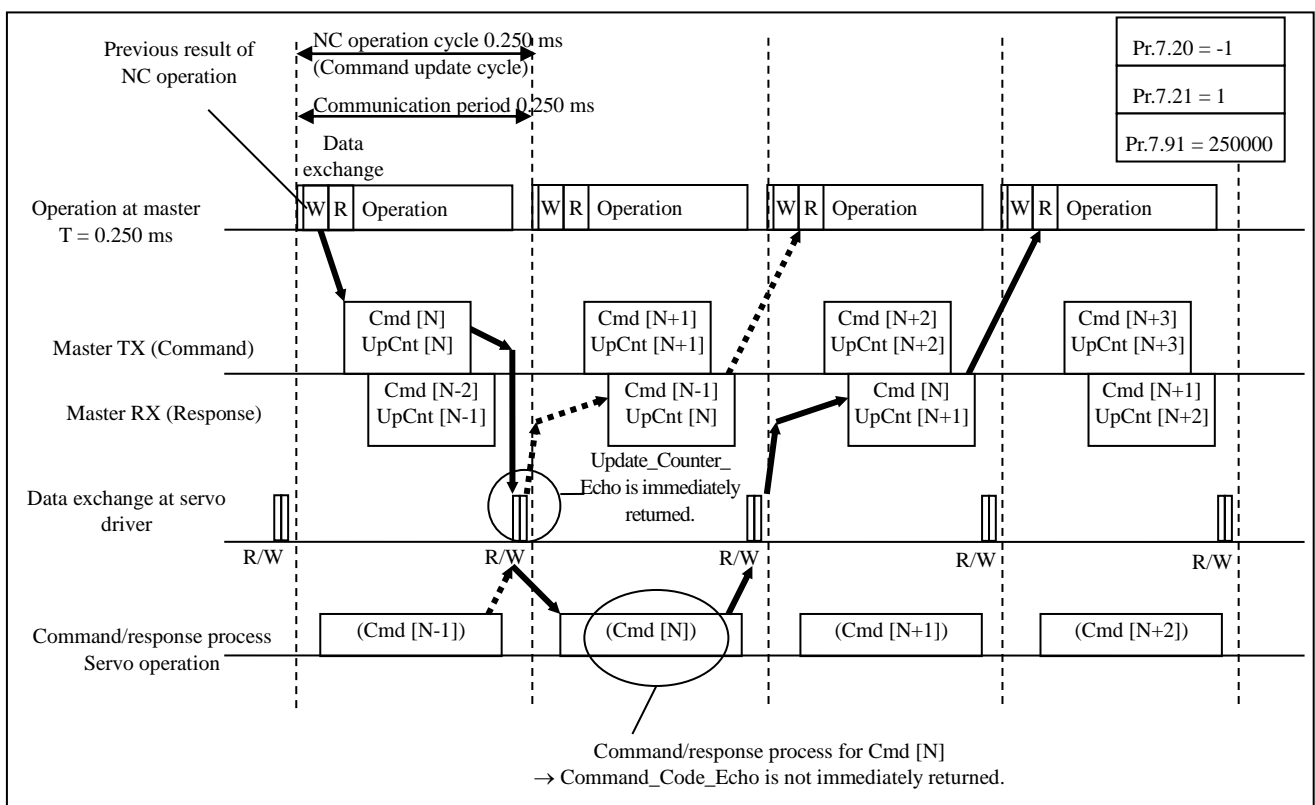 Previous result of
NC operation
NC operation cycle 0.250 ms
(Command update cycle)
Communication period 0.250 ms
Pr.7.20 = -1
Pr.7.21 = 1
Pr.7.91 = 250000
Data
exchange
Operation at master
T = 0.250 ms
W R Operation
W R Operation
W R Operation
W R Operation
Master TX (Command)
Cmd [N]
UpCnt [N]
Cmd [N+1]
UpCnt [N+1]
Cmd [N+2]
UpCnt [N+2]
Cmd [N+3]
UpCnt [N+3]
Master RX (Response)
Cmd [N-2]
UpCnt [N-1]
Cmd [N-1]
UpCnt [N]
Cmd [N]
UpCnt [N+1]
Cmd [N+1]
UpCnt [N+2]
Update_Counter_
Echo is immediately
returned.
Data exchange at servo
driver
R/W
R/W
R/W
R/W
R/W
Command/response process
Servo operation
(Cmd [N-1])
(Cmd [N])
(Cmd [N+1])
(Cmd [N+2])
Command/response process for Cmd [N]
→ Command_Code_Echo is not immediately returned.